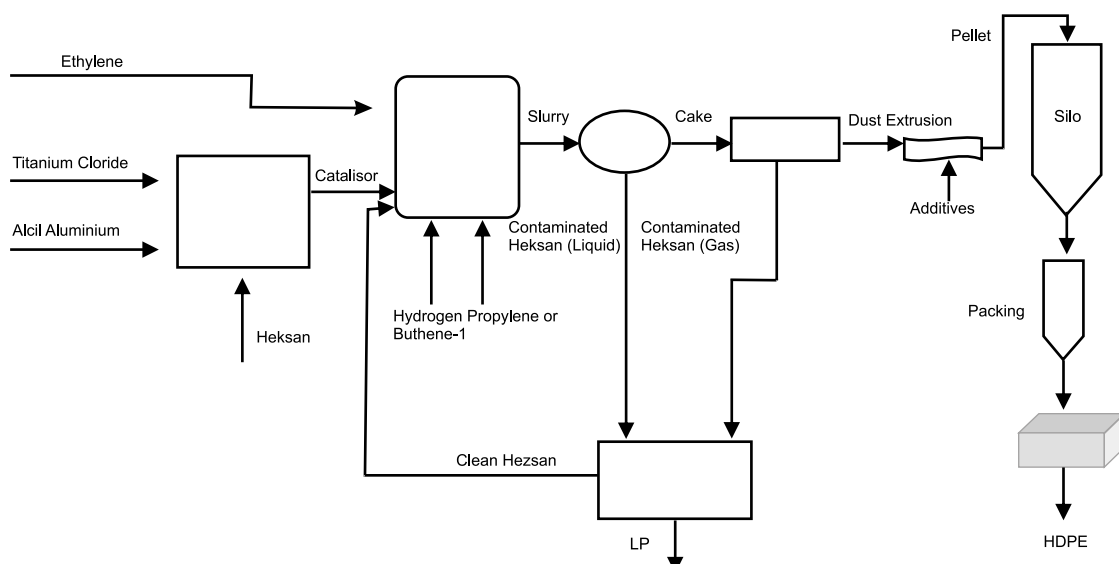 Pellet
Ethylene
Slurry
Cake
Dust Extrusion
Silo
Titanium Cloride
Catalisor
Additives
Alcil Aluminium
Contaminated
Heksan (Liquid)
Contaminated
Heksan (Gas)
Hydrogen Propylene or
Buthene-1
Heksan
Packing
Clean Hezsan
LP
HDPE